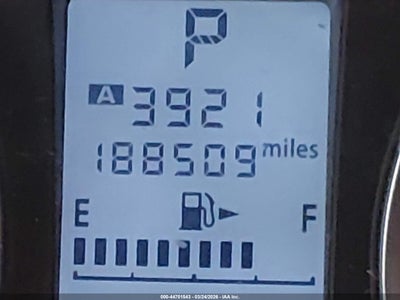 P
A 3921
188509 miles
E F
000-44751543 - 03/24/2026 - IAA Inc.